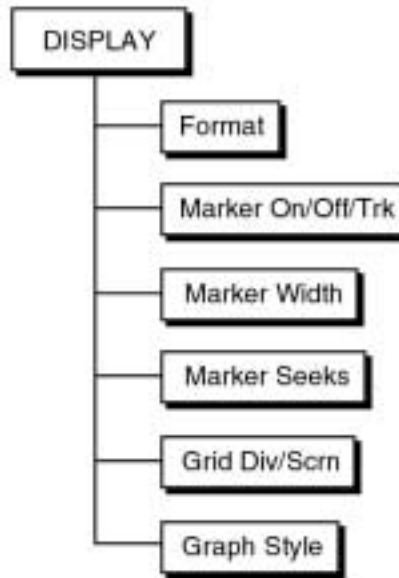 DISPLAY
Format
Marker On/Off/Trk
Marker Width
Marker Seeks
Grid Div/Scrn
Graph Style